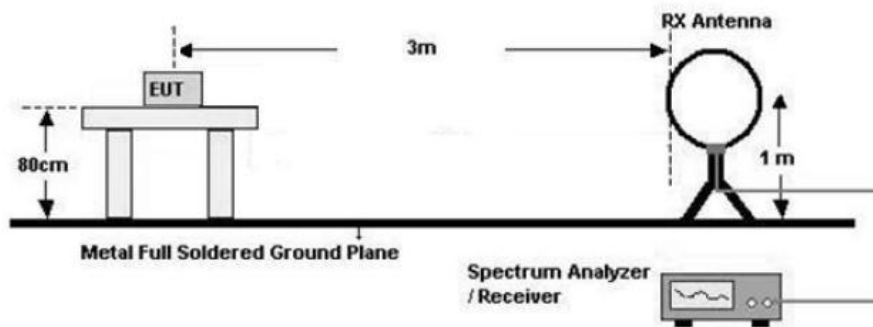 RX Antenna
3m
EUT
80cm
1 m
Metal Full Soldered Ground Plane
Spectrum Analyzer
/ Receiver